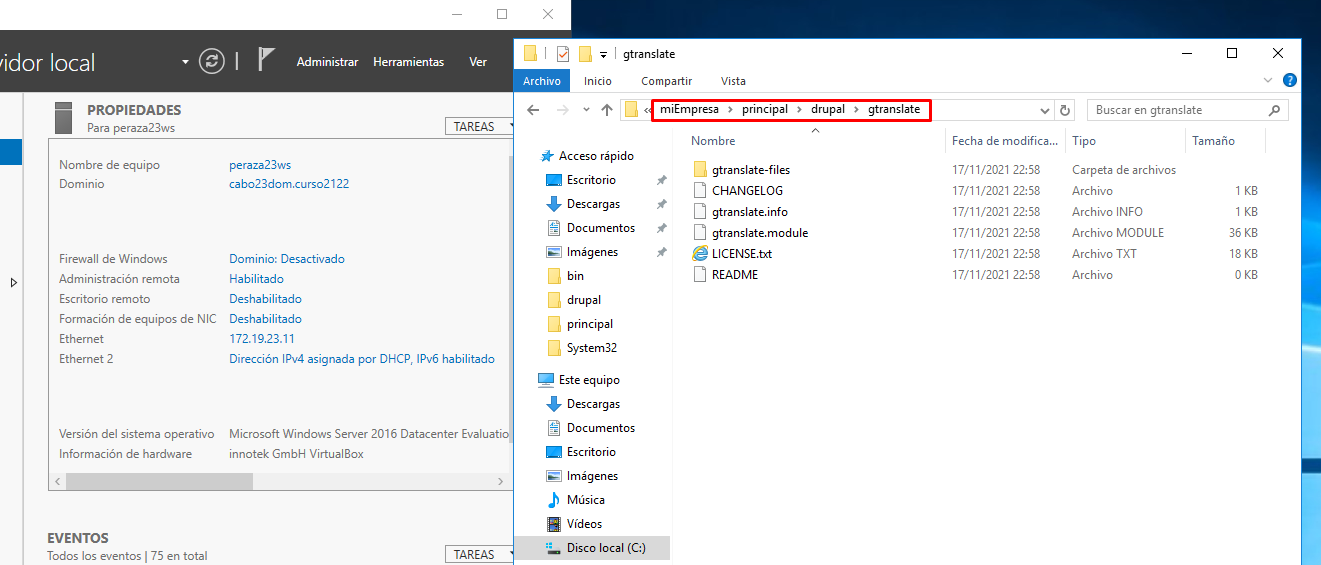 vidor local
Administrar Herramientas Ver
PROPIEDADES
Para peraza23ws
TAREAS
Nombre de equipo peraza23ws
Dominio cabo23dom.curso2122
Firewall de Windows Dominio: Desactivado
Administración remota Habilitado
Escritorio remoto Deshabilitado
Formación de equipos de NIC Deshabilitado
Ethernet 172.19.23.11
Ethernet 2 Dirección IPv4 asignada por DHCP, IPv6 habilitado
Versión del sistema operativo Microsoft Windows Server 2016 Datacenter Evaluatio
Información de hardware innotek GmbH VirtualBox
EVENTOS
Todos los eventos | 75 en total
TAREAS
gtranslate
Archivo Inicio Compartir Vista
« miEmpresa > principal > drupal > gtranslate
Buscar en gtranslate
Acceso rápido
Escritorio
Descargas
Documentos
Imágenes
bin
drupal
principal
System32
Este equipo
Descargas
Documentos
Escritorio
Imágenes
Música
Vídeos
Disco local (C:)
Nombre Fecha de modifica... Tipo Tamaño
gtranslate-files 17/11/2021 22:58 Carpeta de archivos
CHANGELOG 17/11/2021 22:58 Archivo 1 KB
gtranslate.info 17/11/2021 22:58 Archivo INFO 1 KB
gtranslate.module 17/11/2021 22:58 Archivo MODULE 36 KB
LICENSE.txt 17/11/2021 22:58 Archivo TXT 18 KB
README 17/11/2021 22:58 Archivo 0 KB